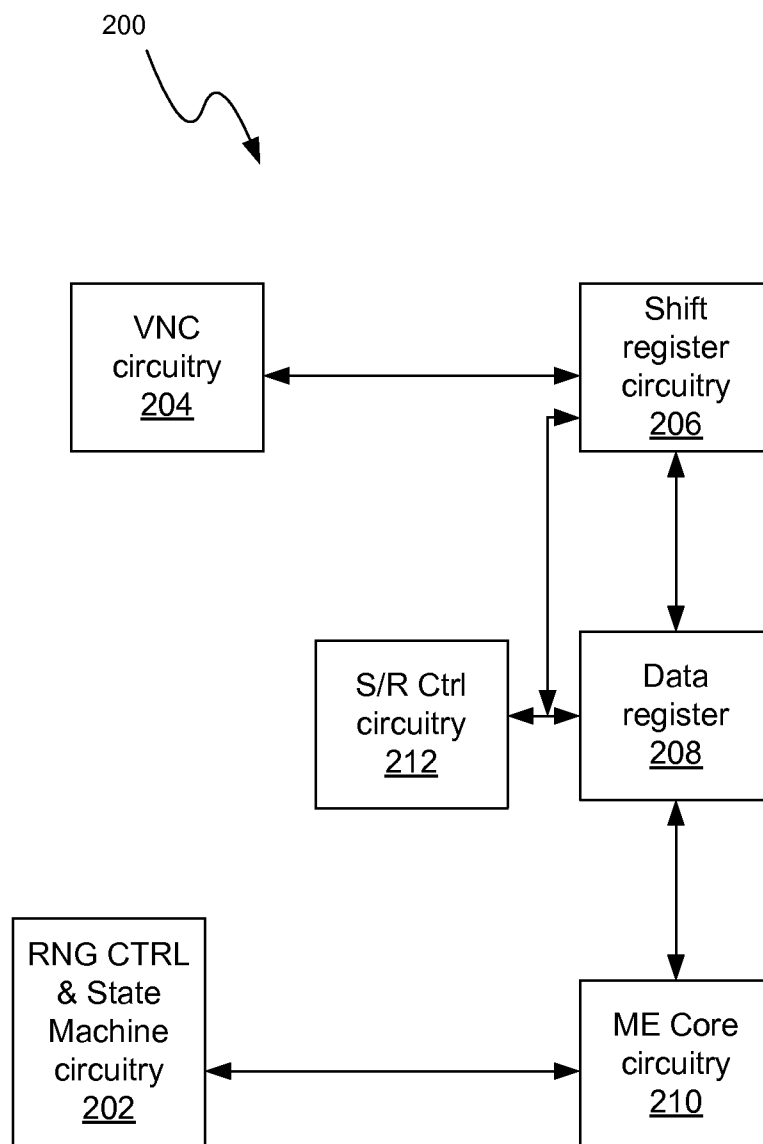 200
VNC
circuitry
204
Shift
register
circuitry
206
S/R Ctrl
circuitry
212
Data
register
208
RNG CTRL
& State
Machine
circuitry
202
ME Core
circuitry
210